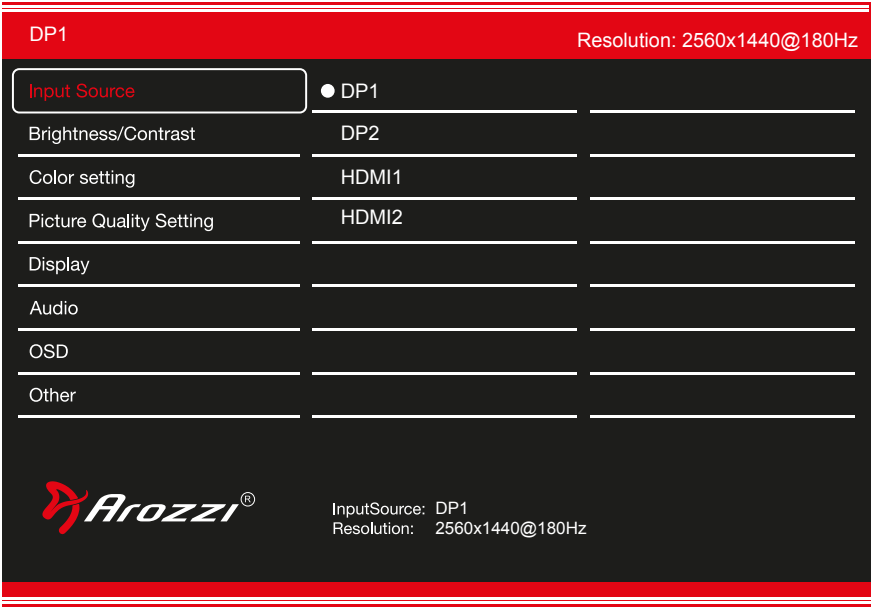 DP1
Resolution: 2560x1440@180Hz
Input Source
DP1
Brightness/Contrast
DP2
Color setting
HDMI1
Picture Quality Setting
HDMI2
Display
Audio
OSD
Other
Arozzi®
InputSource: DP1
Resolution: 2560x1440@180Hz